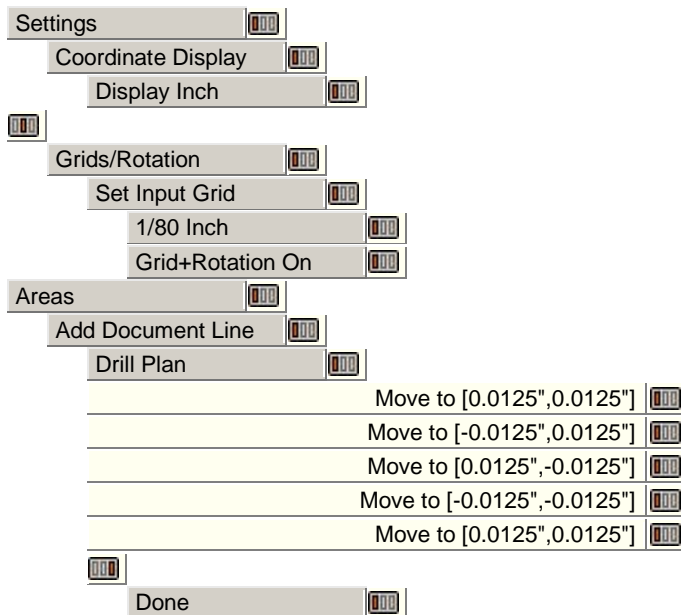 Settings
Coordinate Display
Display Inch
Grids/Rotation
Set Input Grid
1/80 Inch
Grid+Rotation On
Areas
Add Document Line
Drill Plan
Move to [0.0125",0.0125"]
Move to [-0.0125",0.0125"]
Move to [0.0125",-0.0125"]
Move to [-0.0125",-0.0125"]
Move to [0.0125",0.0125"]
Done